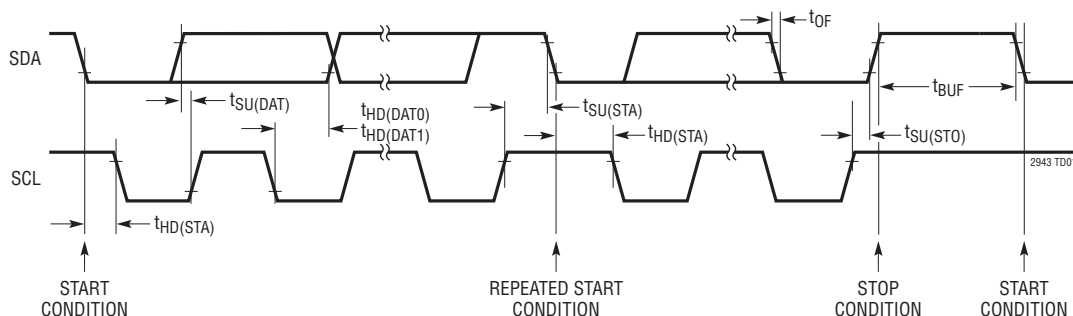 tOF
SDA
tSU(DAT)
tHD(DAT0)
tHD(DAT1)
tSU(STA)
tHD(STA)
tBUF
tSU(STO)
SCL
2943 TD01
tHD(STA)
START
CONDITION
REPEATED START
CONDITION
STOP
CONDITION
START
CONDITION